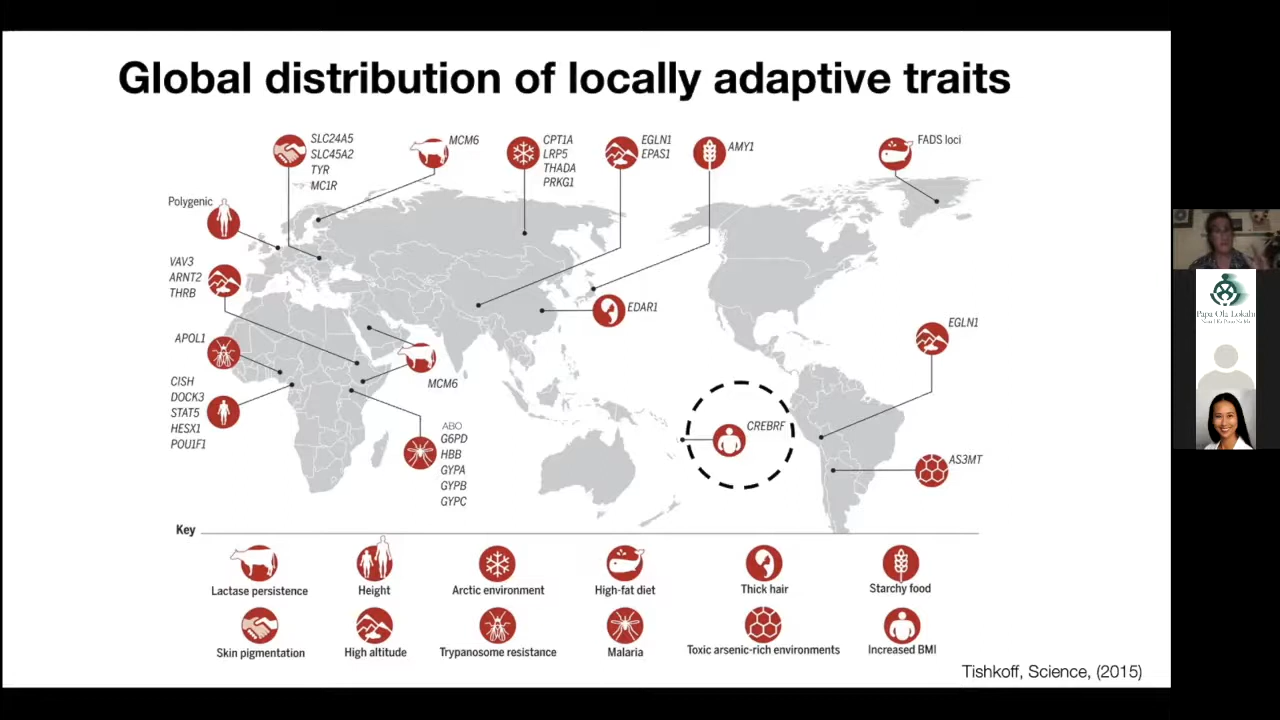 Global distribution of locally adaptive traits
SLC24A5
SLC45A2
TYR
MC1R
MCM6
CPT1A
LRP5
THADA
PRKG1
EGLN1
EPAS1
AMY1
FADS loci
Polygenic
VAV3
ARNT2
THRB
EDAR1
APOL1
EGLN1
MCM6
CISH
DOCK3
STAT5
HESX1
POU1F1
ABO
G6PD
HBB
GYPA
GYPB
GYPC
CREBRF
AS3MT
Key
Lactase persistence
Height
Arctic environment
High-fat diet
Thick hair
Starchy food
Skin pigmentation
High altitude
Trypanosome resistance
Malaria
Toxic arsenic-rich environments
Increased BMI
Tishkoff, Science, (2015)
Papa Ola Lokahi